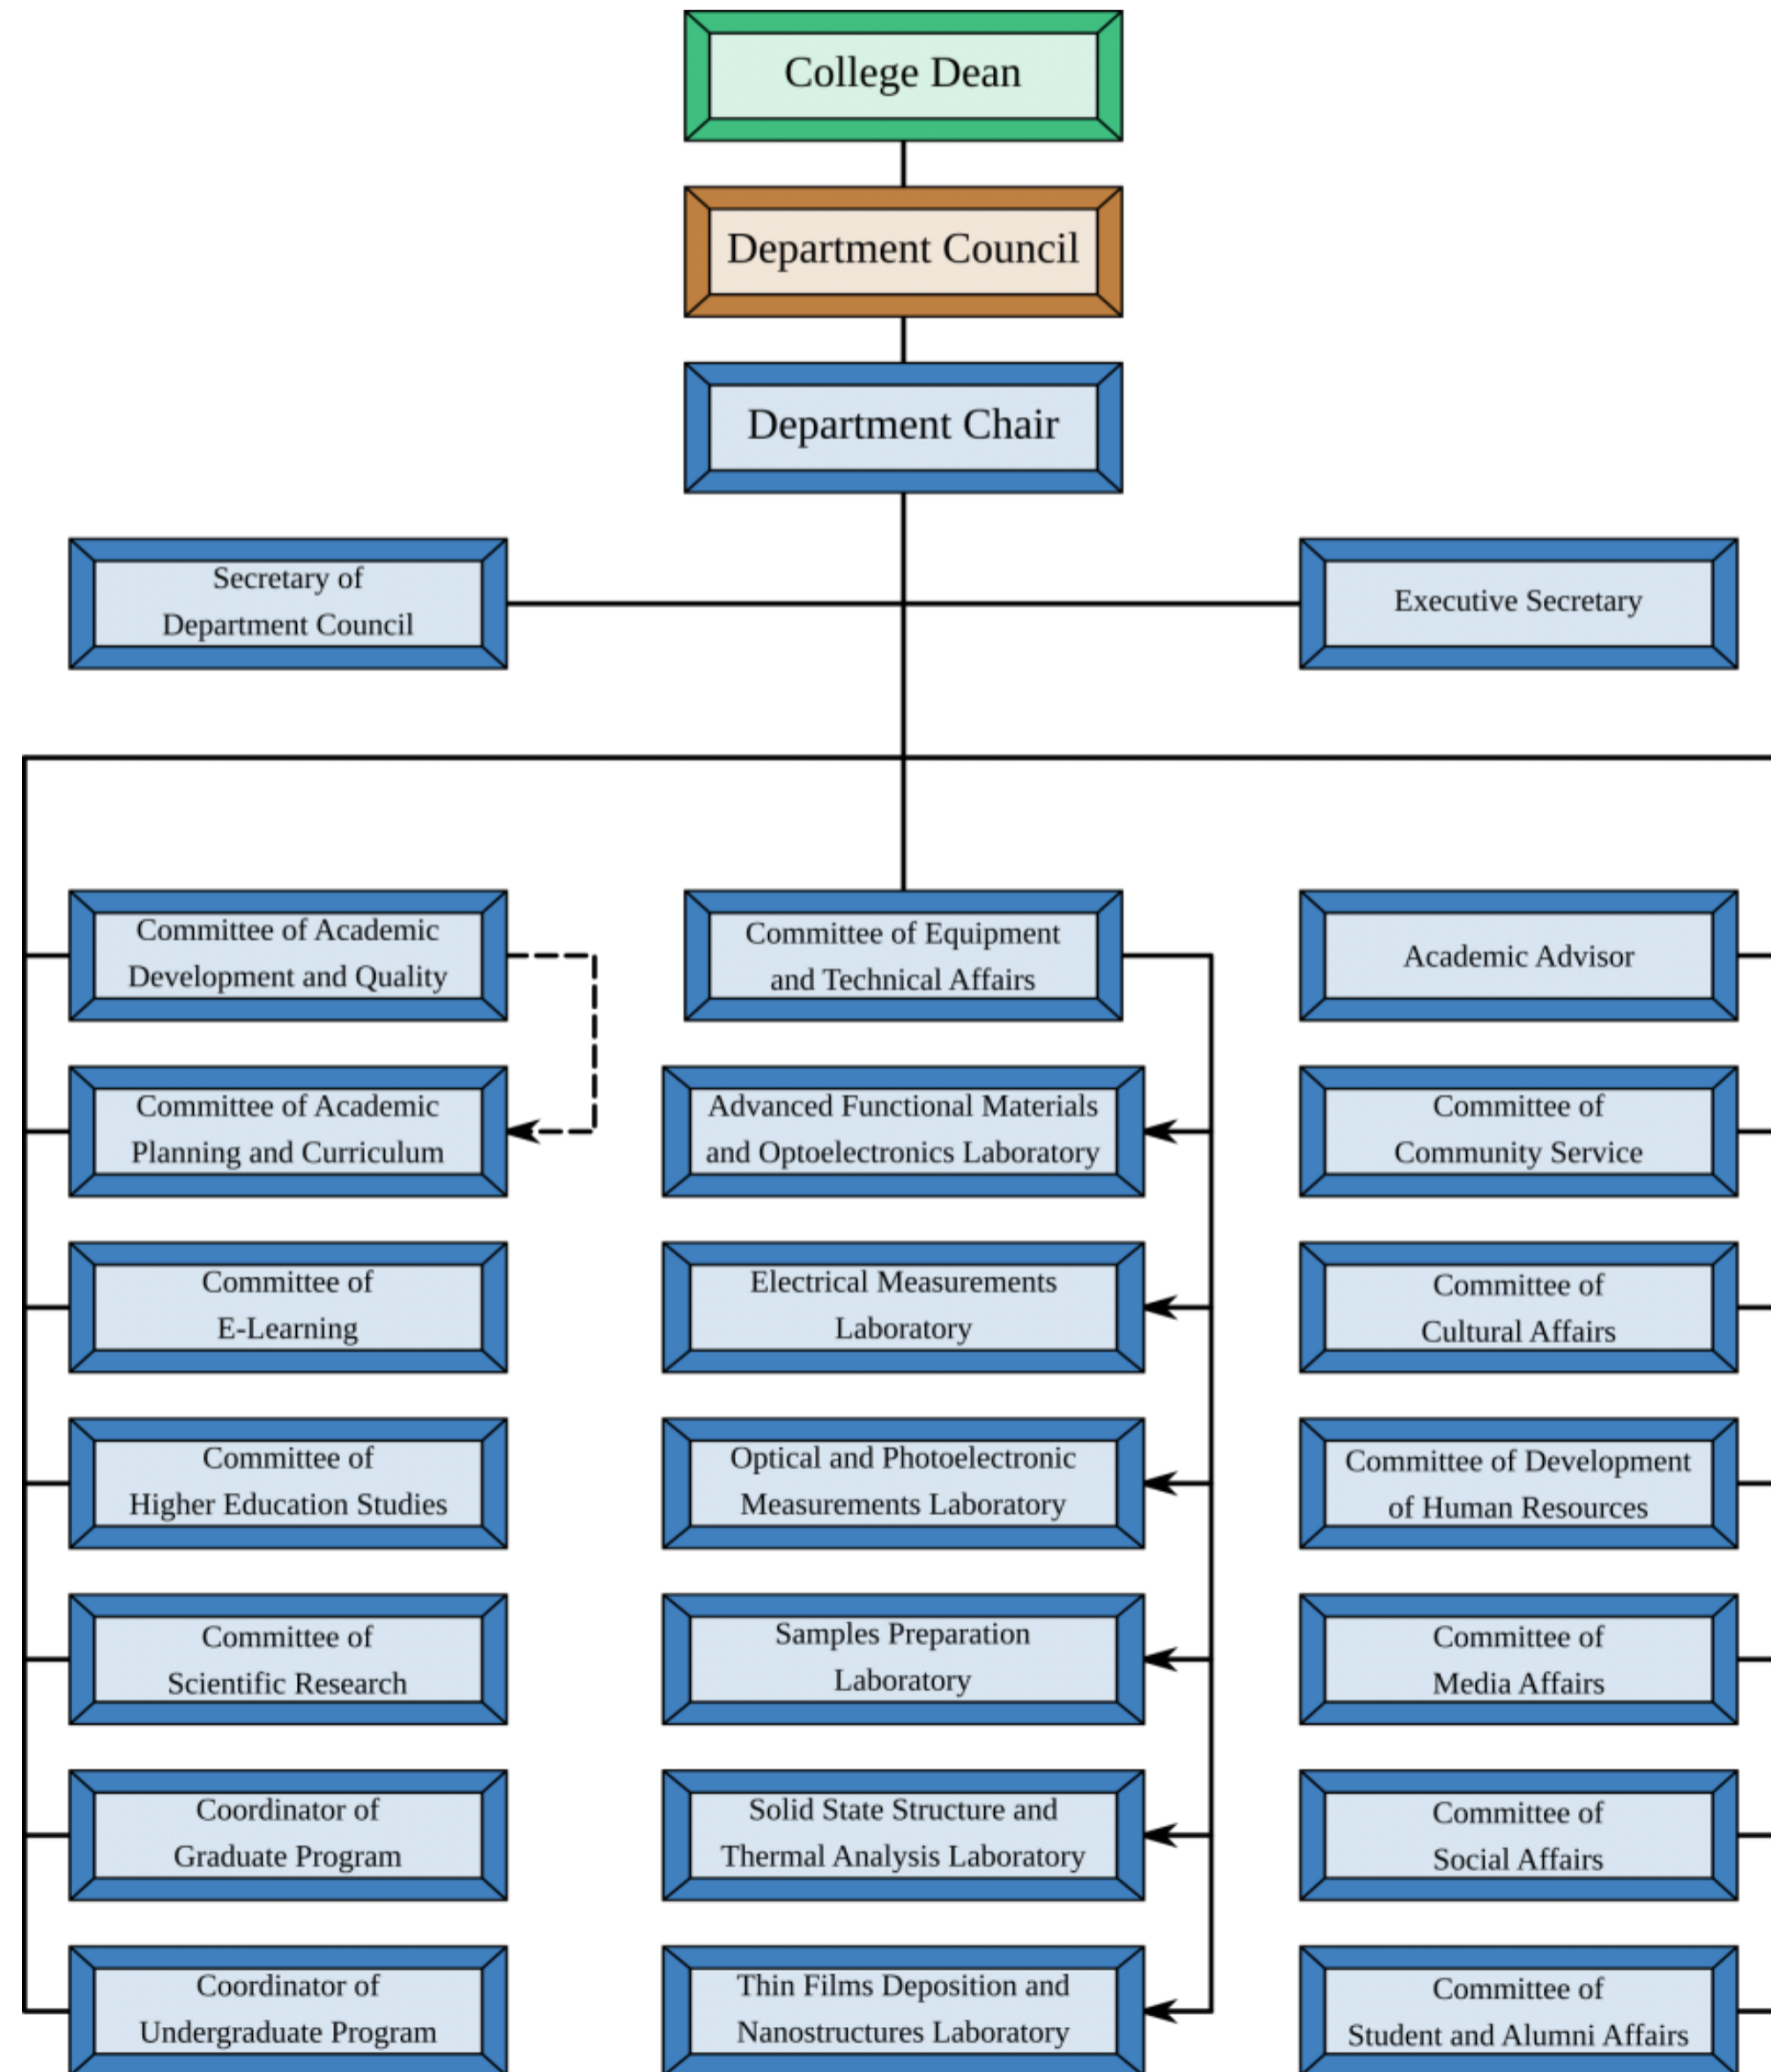 College Dean
Department Council
Department Chair
Secretary of
Department Council
Executive Secretary
Committee of Academic
Development and Quality
Committee of Equipment
and Technical Affairs
Academic Advisor
Committee of Academic
Planning and Curriculum
Advanced Functional Materials
and Optoelectronics Laboratory
Committee of
Community Service
Committee of
E-Learning
Electrical Measurements
Laboratory
Committee of
Cultural Affairs
Committee of
Higher Education Studies
Optical and Photoelectronic
Measurements Laboratory
Committee of Development
of Human Resources
Committee of
Scientific Research
Samples Preparation
Laboratory
Committee of
Media Affairs
Coordinator of
Graduate Program
Solid State Structure and
Thermal Analysis Laboratory
Committee of
Social Affairs
Coordinator of
Undergraduate Program
Thin Films Deposition and
Nanostructures Laboratory
Committee of
Student and Alumni Affairs